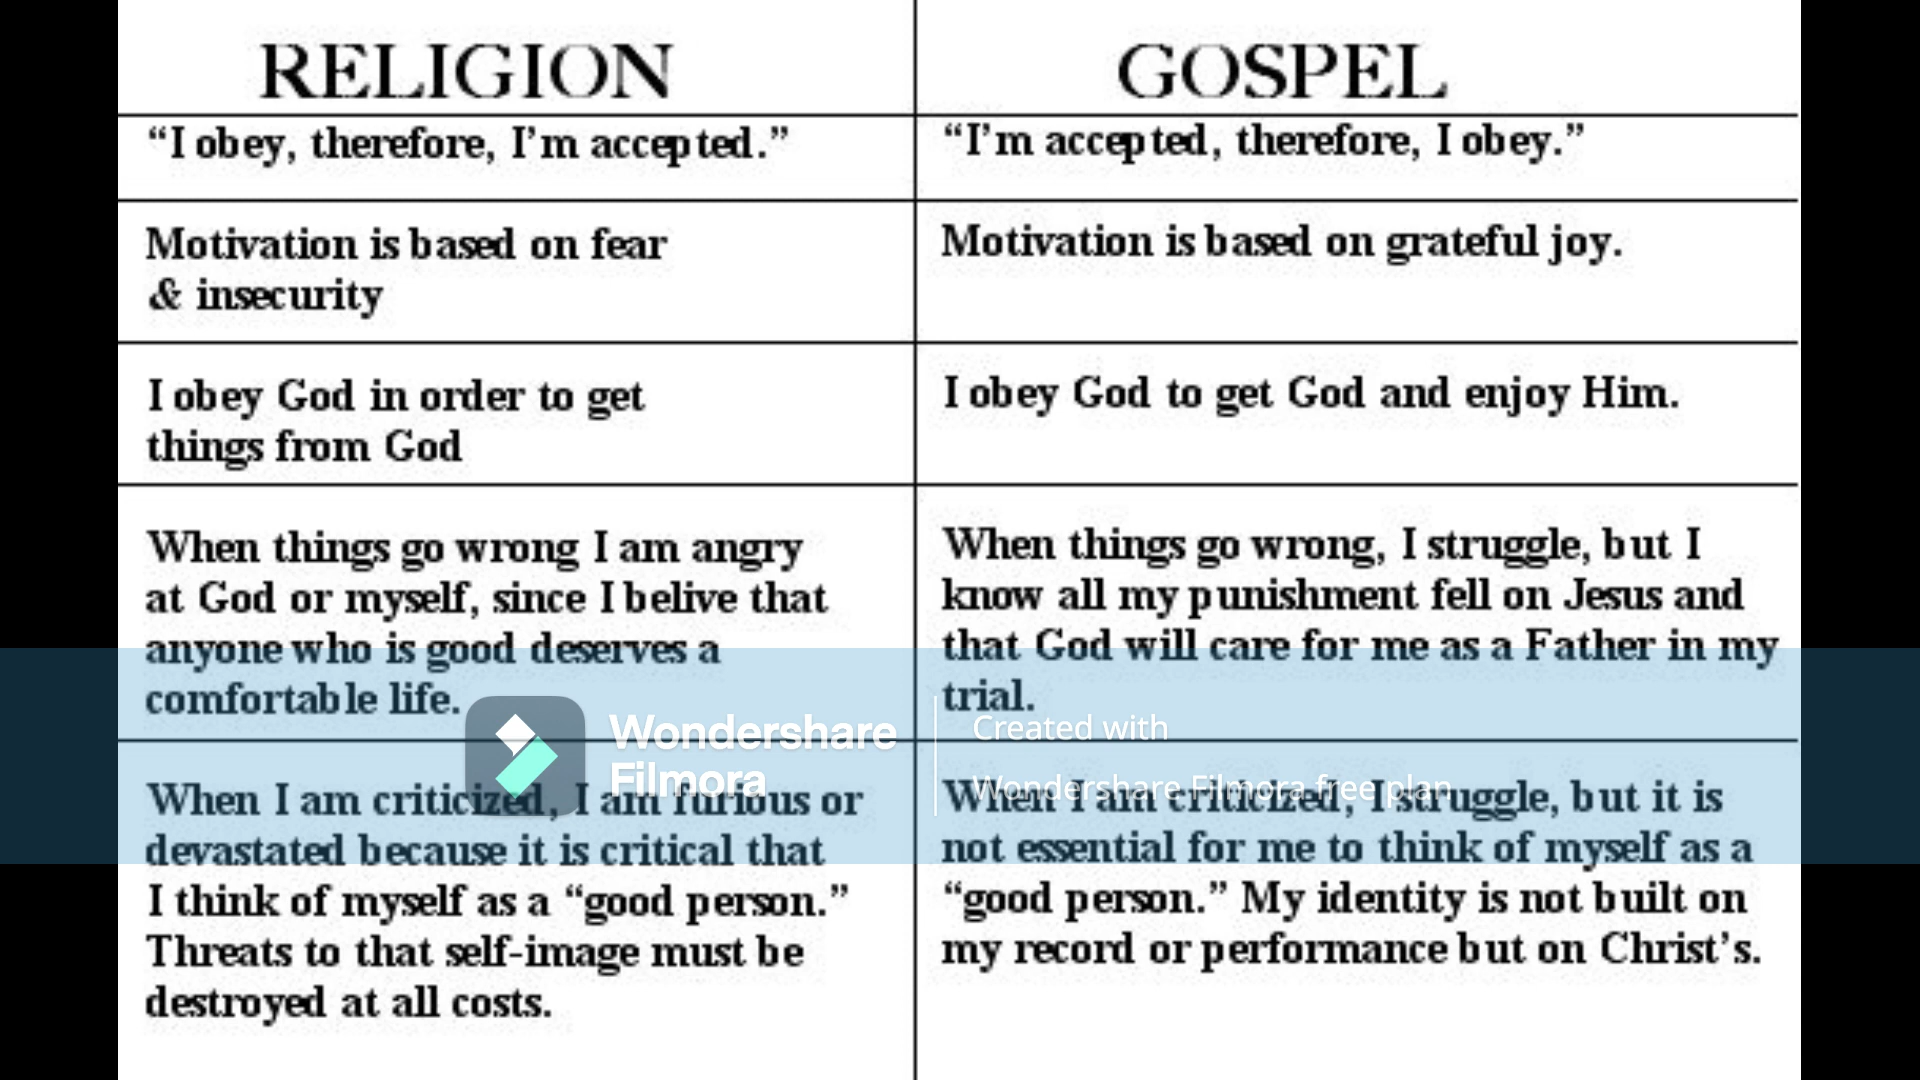 RELIGION
GOSPEL
“I obey, therefore, I’m accepted.”
“I’m accepted, therefore, I obey.”
Motivation is based on fear
& insecurity
Motivation is based on grateful joy.
I obey God in order to get
things from God
I obey God to get God and enjoy Him.
When things go wrong I am angry
at God or myself, since I belive that
anyone who is good deserves a
comfortable life.
When things go wrong, I struggle, but I
know all my punishment fell on Jesus and
that God will care for me as a Father in my
trial.
Wondershare
Filmora
Created with
Wondershare Filmora free plan
When I am criticized, I am furious or
devastated because it is critical that
I think of myself as a “good person.”
Threats to that self-image must be
destroyed at all costs.
When I am criticized, I struggle, but it is
not essential for me to think of myself as a
“good person.” My identity is not built on
my record or performance but on Christ’s.